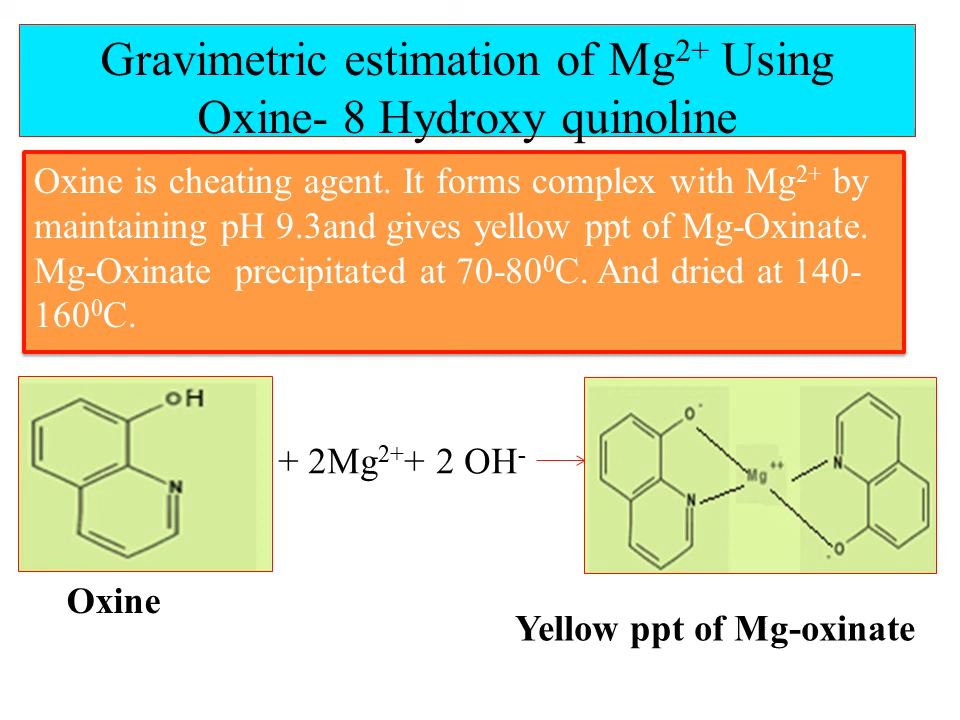 Gravimetric estimation of Mg²⁺ Using
Oxine- 8 Hydroxy quinoline
Oxine is cheating agent. It forms complex with Mg²⁺ by
maintaining pH 9.3and gives yellow ppt of Mg-Oxinate.
Mg-Oxinate precipitated at 70-80⁰C. And dried at 140-
160⁰C.
OH
N
+ 2Mg²⁺+ 2 OH⁻
O⁻
N
Mg⁺⁺
N
O⁻
Oxine
Yellow ppt of Mg-oxinate